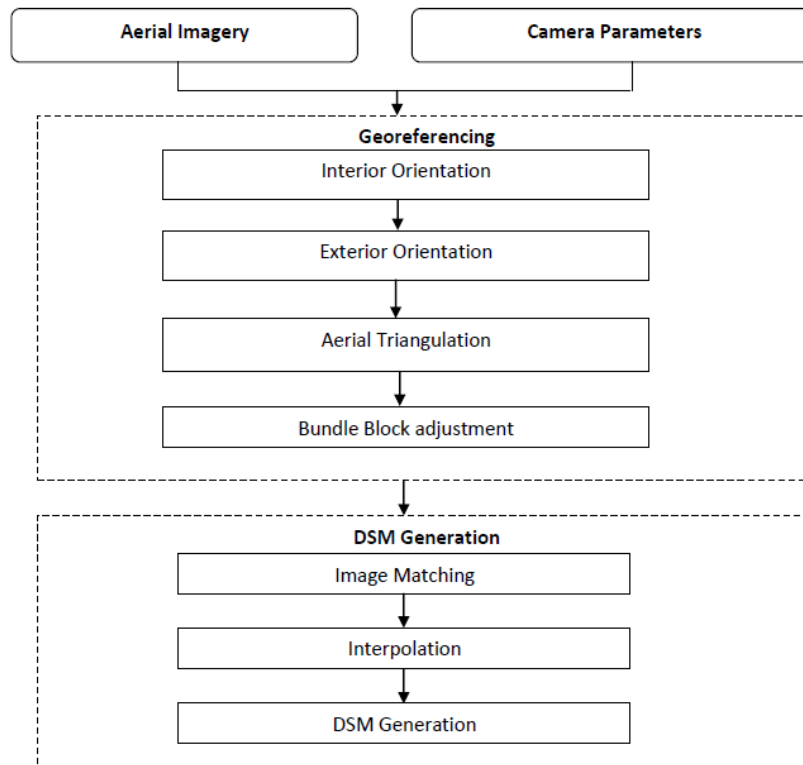 Aerial Imagery
Camera Parameters
Georeferencing
Interior Orientation
Exterior Orientation
Aerial Triangulation
Bundle Block adjustment
DSM Generation
Image Matching
Interpolation
DSM Generation